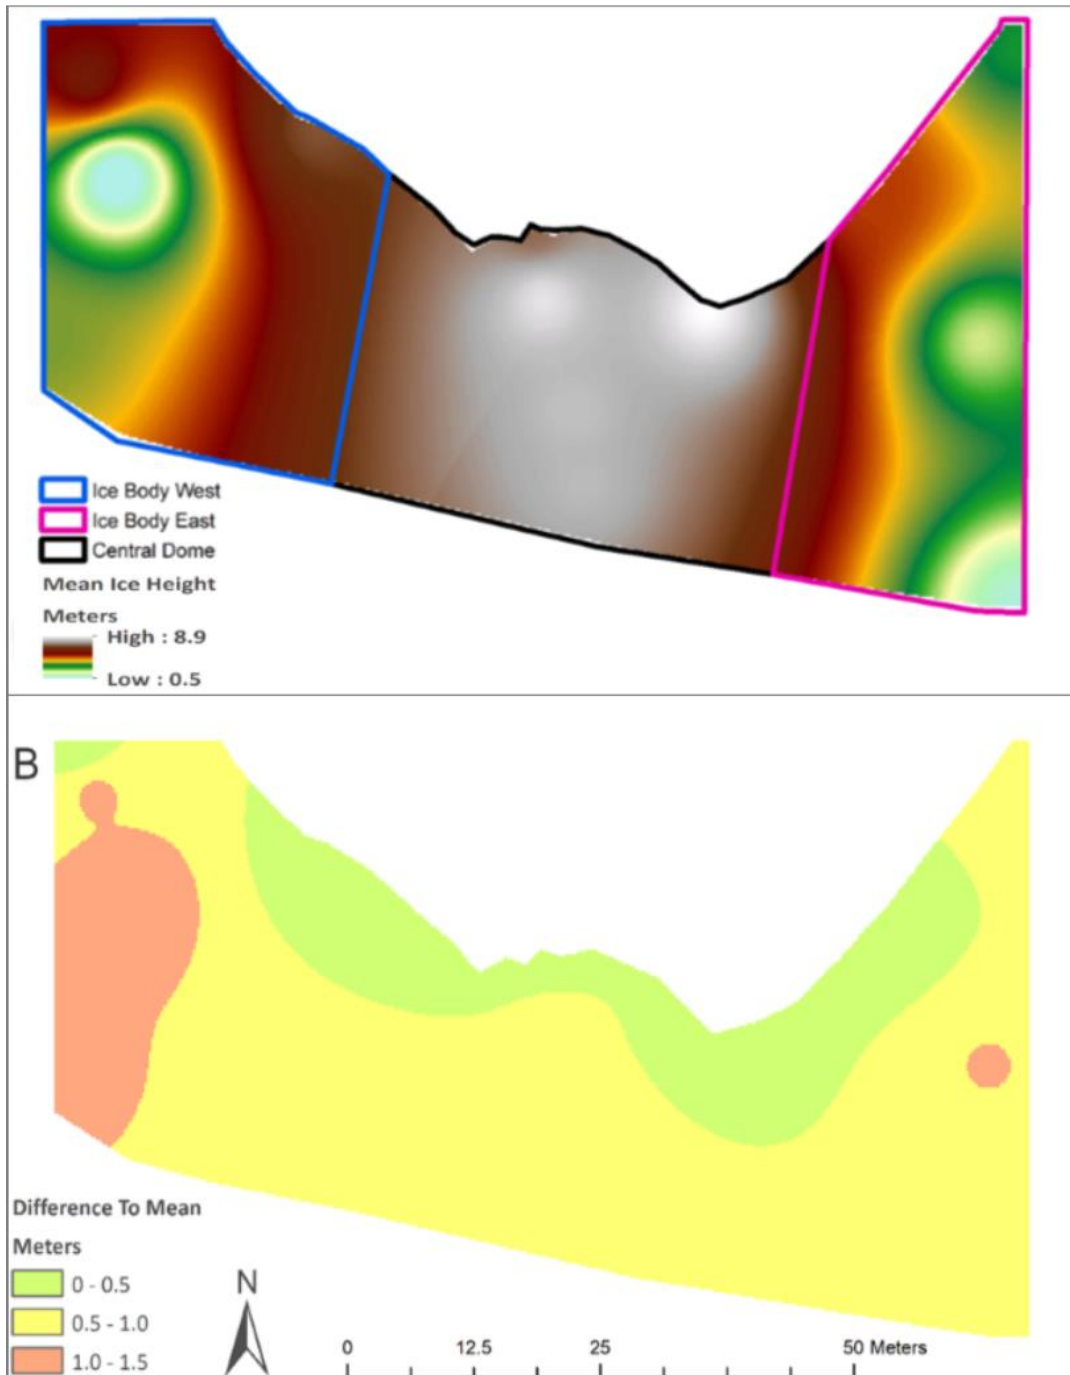 Ice Body West
Ice Body East
Central Dome
Mean Ice Height
Meters
High : 8.9
Low : 0.5
B
Difference To Mean
Meters
0 - 0.5
0.5 - 1.0
1.0 - 1.5
N
0 12.5 25 50 Meters